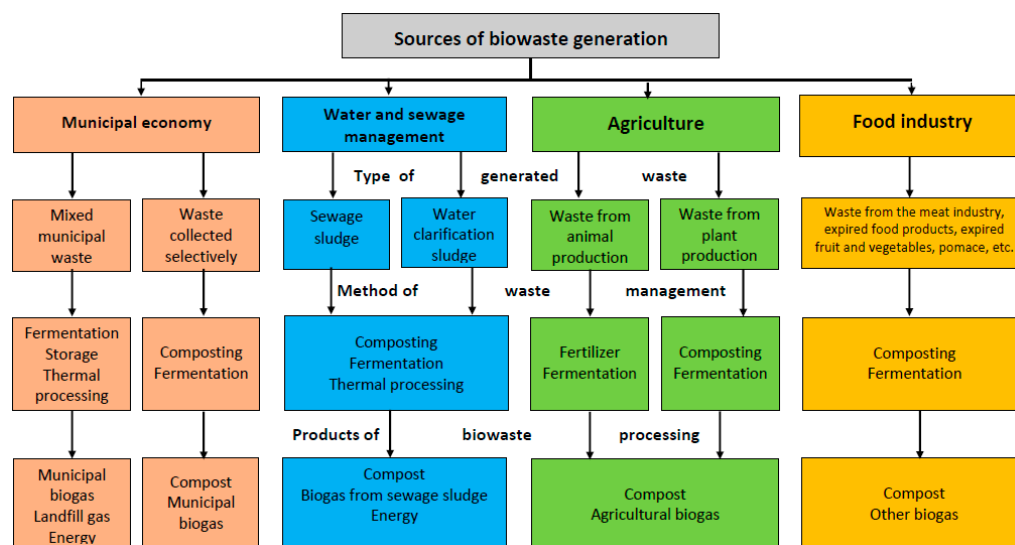 Sources of biowaste generation
Municipal economy
Water and sewage
management
Agriculture
Food industry
Type of generated waste
Mixed
municipal
waste
Waste
collected
selectively
Sewage
sludge
Water
clarification
sludge
Waste from
animal
production
Waste from
plant
production
Waste from the meat industry,
expired food products, expired
fruit and vegetables, pomace, etc.
Method of waste management
Fermentation
Storage
Thermal
processing
Composting
Fermentation
Composting
Fermentation
Thermal processing
Fertilizer
Fermentation
Composting
Fermentation
Composting
Fermentation
Products of biowaste processing
Municipal
biogas
Landfill gas
Energy
Compost
Municipal
biogas
Compost
Biogas from sewage sludge
Energy
Compost
Agricultural biogas
Compost
Other biogas